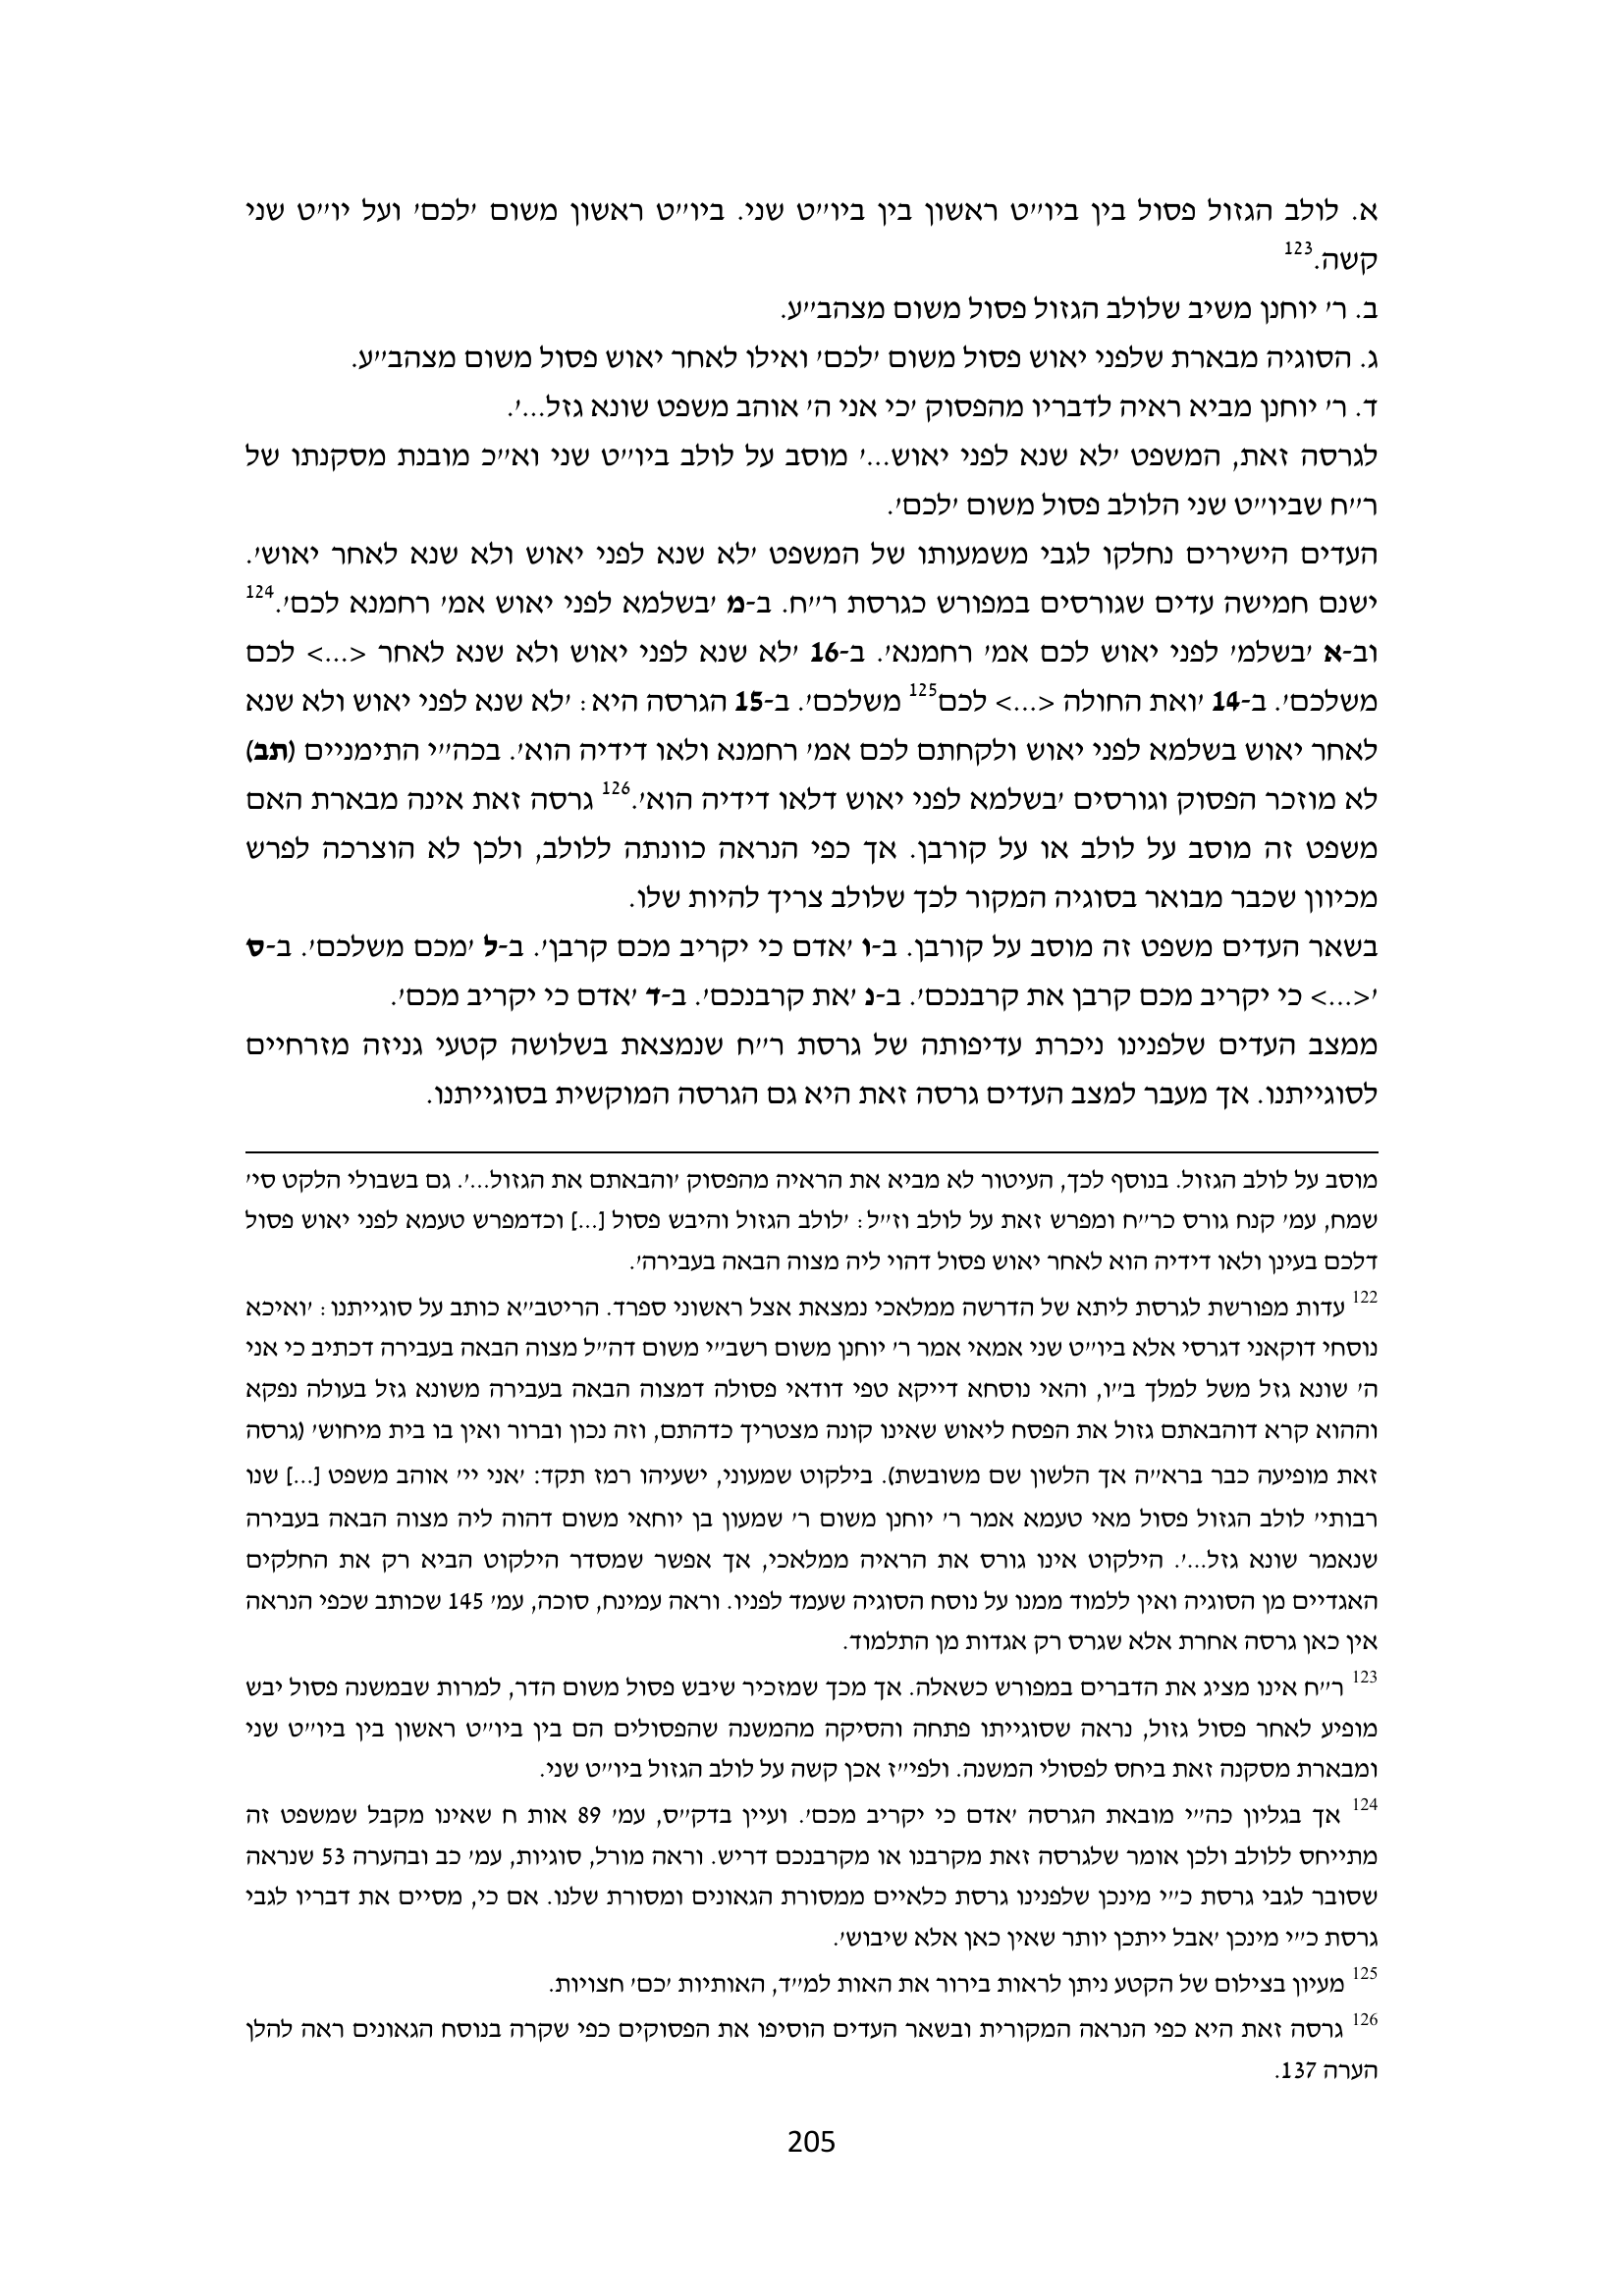 א. לולב הגזול פסול בין ביו״ט ראשון בין ביו״ט שני. ביו״ט ראשון משום ׳לכם׳ ועל יו״ט שני
קשה.123
ב. ר׳ יוחנן משיב שלולב הגזול פסול משום מצהב״ע.
ג. הסוגיה מבארת שלפני יאוש פסול משום ׳לכם׳ ואילו לאחר יאוש פסול משום מצהב״ע.
ד. ר׳ יוחנן מביא ראיה לדבריו מהפסוק ׳כי אני ה׳ אוהב משפט שונא גזל...׳.
לגרסה זאת, המשפט ׳לא שנא לפני יאוש...׳ מוסב על לולב ביו״ט שני וא״כ מובנת מסקנתו של
ר״ח שביו״ט שני הלולב פסול משום ׳לכם׳.
העדים הישירים נחלקו לגבי משמעותו של המשפט ׳לא שנא לפני יאוש ולא שנא לאחר יאוש׳.
ישנם חמישה עדים שגורסים במפורש כגרסת ר״ח. ב-מ ׳בשלמא לפני יאוש אמ׳ רחמנא לכם׳.124
וב-א ׳בשלמ׳ לפני יאוש לכם אמ׳ רחמנא׳. ב-16 ׳לא שנא לפני יאוש ולא שנא לאחר <...> לכם
משלכם׳. ב-14 ׳ואת החולה <...> לכם125 משלכם׳. ב-15 הגרסה היא: ׳לא שנא לפני יאוש ולא שנא
לאחר יאוש בשלמא לפני יאוש ולקחתם לכם אמ׳ רחמנא ולאו דידיה הוא׳. בכה״י התימניים (תב)
לא מוזכר הפסוק וגורסים ׳בשלמא לפני יאוש דלאו דידיה הוא׳.126 גרסה זאת אינה מבארת האם
משפט זה מוסב על לולב או על קורבן. אך כפי הנראה כוונתה ללולב, ולכן לא הוצרכה לפרש
מכיוון שכבר מבואר בסוגיה המקור לכך שלולב צריך להיות שלו.
בשאר העדים משפט זה מוסב על קורבן. ב-ו ׳אדם כי יקריב מכם קרבן׳. ב-ל ׳מכם משלכם׳. ב-ס
׳<...> כי יקריב מכם קרבן את קרבנכם׳. ב-נ ׳את קרבנכם׳. ב-ד ׳אדם כי יקריב מכם׳.
ממצב העדים שלפנינו ניכרת עדיפותה של גרסת ר״ח שנמצאת בשלושה קטעי גניזה מזרחיים
לסוגייתנו. אך מעבר למצב העדים גרסה זאת היא גם הגרסה המוקשית בסוגייתנו.
מוסב על לולב הגזול. בנוסף לכך, העיטור לא מביא את הראיה מהפסוק ׳והבאתם את הגזול...׳. גם בשבולי הלקט סי׳
שמח, עמ׳ קנח גורס כר״ח ומפרש זאת על לולב וז״ל: ׳לולב הגזול והיבש פסול [...] וכדמפרש טעמא לפני יאוש פסול
דלכם בעינן ולאו דידיה הוא לאחר יאוש פסול דהוי ליה מצוה הבאה בעבירה׳.
122 עדות מפורשת לגרסת ליתא של הדרשה ממלאכי נמצאת אצל ראשוני ספרד. הריטב״א כותב על סוגייתנו: ׳ואיכא
נוסחי דוקאני דגרסי אלא ביו״ט שני אמאי אמר ר׳ יוחנן משום רשב״י משום דה״ל מצוה הבאה בעבירה דכתיב כי אני
ה׳ שונא גזל משל למלך ב״ו, והאי נוסחא דייקא טפי דודאי פסולה דמצוה הבאה בעבירה משונא גזל בעולה נפקא
וההוא קרא דוהבאתם גזול את הפסח ליאוש שאינו קונה מצטריך כדהתם, וזה נכון וברור ואין בו בית מיחוש׳ (גרסה
זאת מופיעה כבר ברא״ה אך הלשון שם משובשת). בילקוט שמעוני, ישעיהו רמז תקד: ׳אני יי׳ אוהב משפט [...] שנו
רבותי׳ לולב הגזול פסול מאי טעמא אמר ר׳ יוחנן משום ר׳ שמעון בן יוחאי משום דהוה ליה מצוה הבאה בעבירה
שנאמר שונא גזל...׳. הילקוט אינו גורס את הראיה ממלאכי, אך אפשר שמסדר הילקוט הביא רק את החלקים
האגדיים מן הסוגיה ואין ללמוד ממנו על נוסח הסוגיה שעמד לפניו. וראה עמינח, סוכה, עמ׳ 145 שכותב שכפי הנראה
אין כאן גרסה אחרת אלא שגרס רק אגדות מן התלמוד.
123 ר״ח אינו מציג את הדברים במפורש כשאלה. אך מכך שמזכיר שיבש פסול משום הדר, למרות שבמשנה פסול יבש
מופיע לאחר פסול גזול, נראה שסוגייתו פתחה והסיקה מהמשנה שהפסולים הם בין ביו״ט ראשון בין ביו״ט שני
ומבארת מסקנה זאת ביחס לפסולי המשנה. ולפי״ז אכן קשה על לולב הגזול ביו״ט שני.
124 אך בגליון כה״י מובאת הגרסה ׳אדם כי יקריב מכם׳. ועיין בדק״ס, עמ׳ 89 אות ח שאינו מקבל שמשפט זה
מתייחס ללולב ולכן אומר שלגרסה זאת מקרבנו או מקרבנכם דריש. וראה מורל, סוגיות, עמ׳ כב ובהערה 53 שנראה
שסובר לגבי גרסת כ״י מינכן שלפנינו גרסת כלאיים ממסורת הגאונים ומסורת שלנו. אם כי, מסיים את דבריו לגבי
גרסת כ״י מינכן ׳אבל ייתכן יותר שאין כאן אלא שיבוש׳.
125 מעיון בצילום של הקטע ניתן לראות בירור את האות למ״ד, האותיות ׳כם׳ חצויות.
126 גרסה זאת היא כפי הנראה המקורית ובשאר העדים הוסיפו את הפסוקים כפי שקרה בנוסח הגאונים ראה להלן
הערה 137.
205